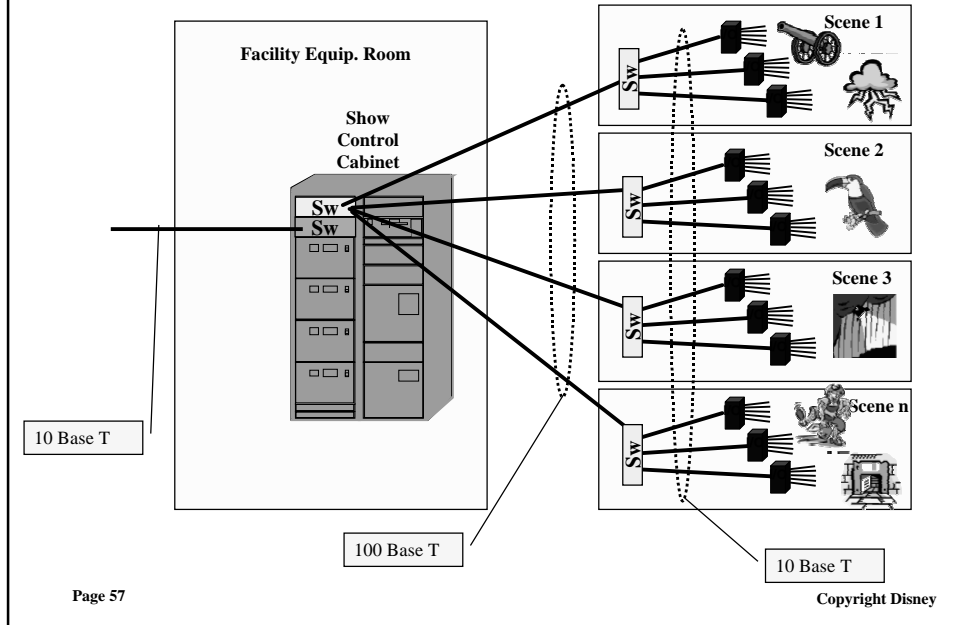 Facility Equip. Room
Show
Control
Cabinet
Sw
Sw
10 Base T
100 Base T
10 Base T
Sw
Scene 1
Sw
Scene 2
Sw
Scene 3
Sw
Scene n
Page 57
Copyright Disney